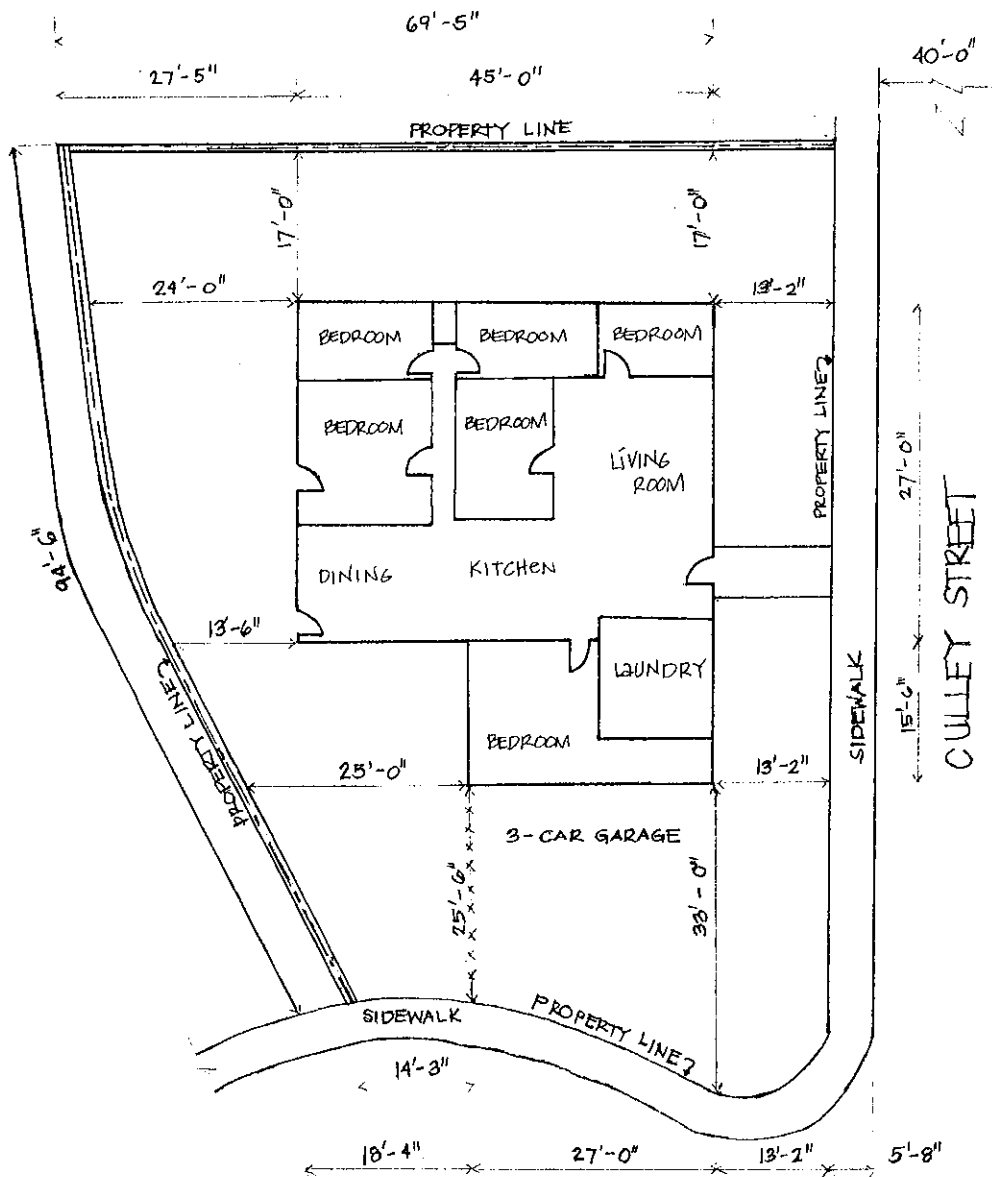 69'-5"
27'-5"
45'-0"
40'-0"
PROPERTY LINE
17'-0"
17'-0"
24'-0"
13'-2"
BEDROOM
BEDROOM
BEDROOM
BEDROOM
BEDROOM
LIVING
ROOM
PROPERTY LINE
27'-0"
DINING
KITCHEN
94'-6"
13'-6"
PROPERTY LINE
LAUNDRY
BEDROOM
SIDEWALK
15'-6"
CULLEY STREET
25'-0"
13'-2"
3-CAR GARAGE
25'-6"
33'-0"
SIDEWALK
PROPERTY LINE
14'-3"
18'-4"
27'-0"
13'-2"
5'-8"